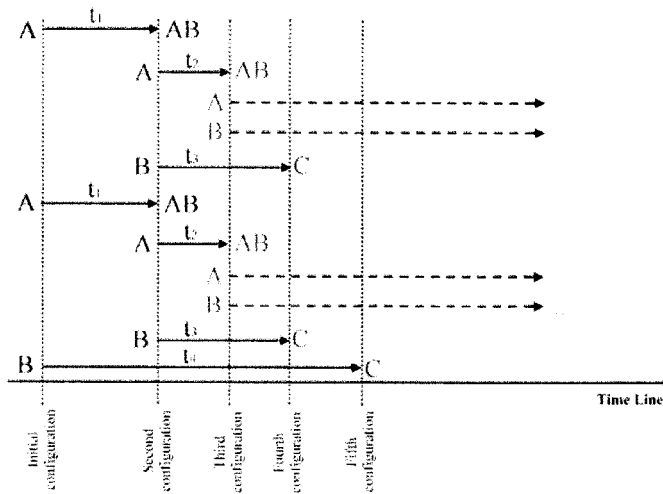 A t₁ AB
A t₂ AB
A
B
B t₃ C
A t₁ AB
A t₂ AB
A
B
B t₃ C
B t₄ C
Time Line
Initial
configuration
Second
configuration
Third
configuration
Fourth
configuration
Fifth
configuration